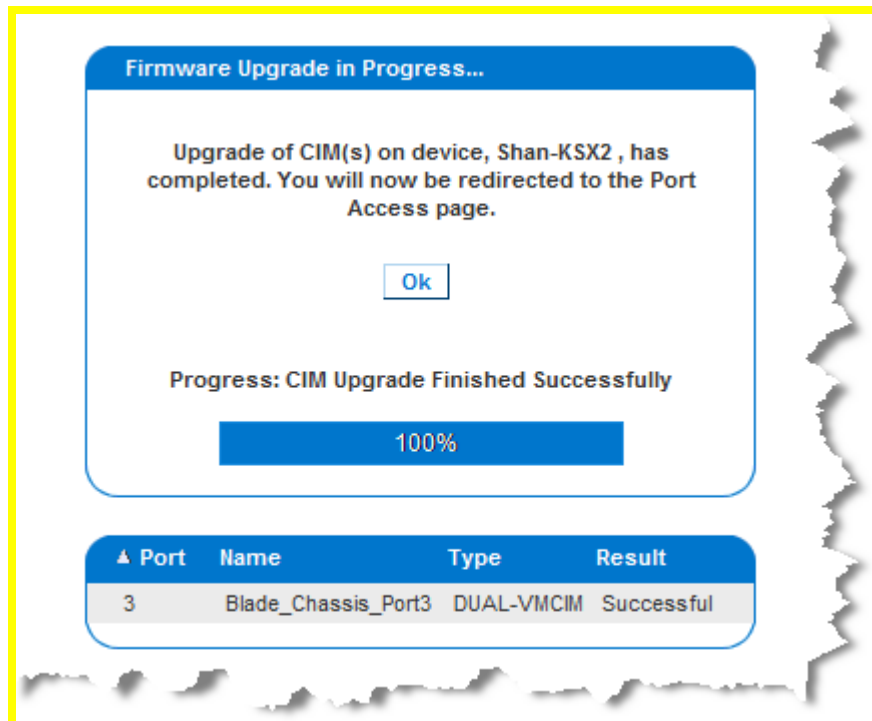 Firmware Upgrade in Progress...
Upgrade of CIM(s) on device, Shan-KSX2 , has
completed. You will now be redirected to the Port
Access page.
Ok
Progress: CIM Upgrade Finished Successfully
100%
Port Name Type Result
3 Blade_Chassis_Port3 DUAL-VMCIM Successful